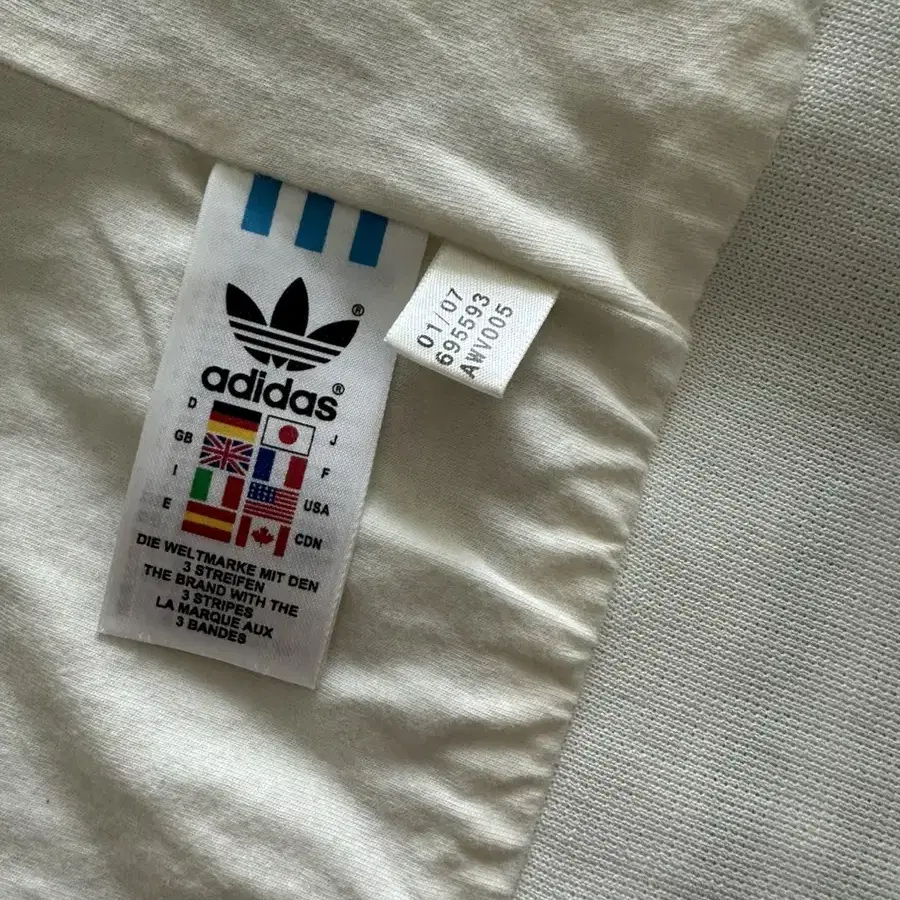 ®
adidas®
D
J
GB
F
I
USA
E
CDN
DIE WELTMARKE MIT DEN
3 STREIFEN
THE BRAND WITH THE
3 STRIPES
LA MARQUE AUX
3 BANDES
01/07
695593
AWV005